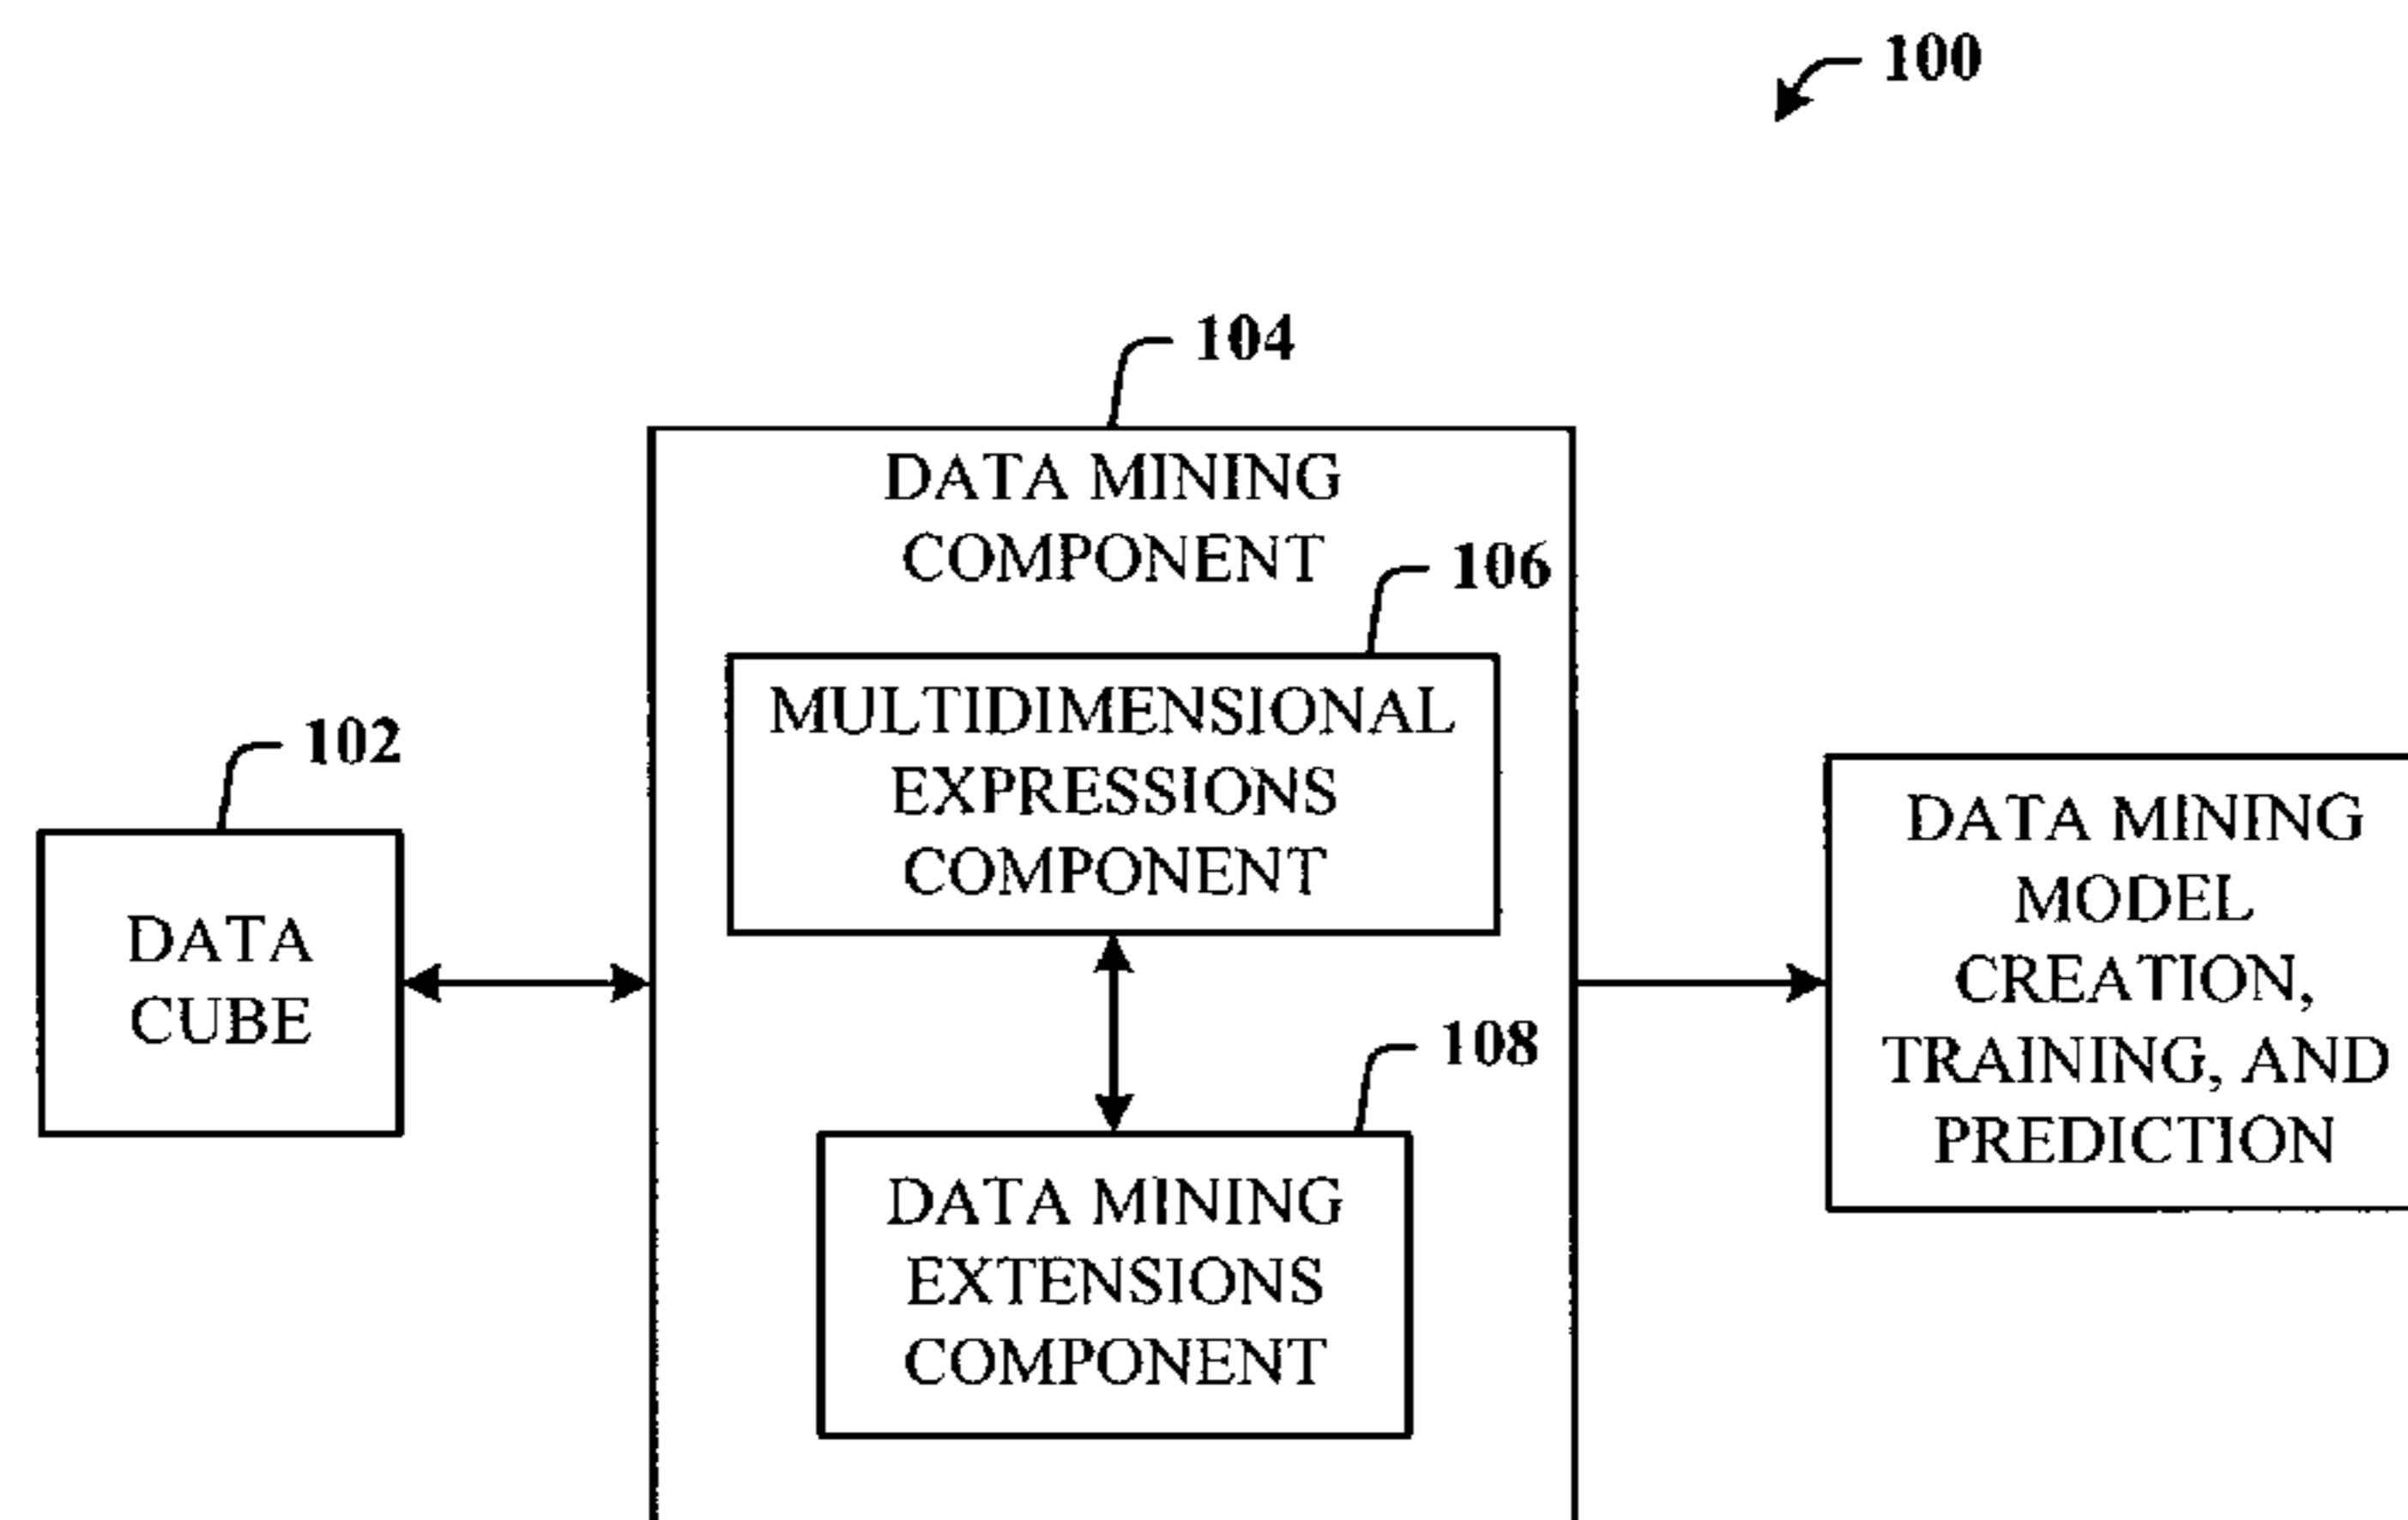 100
104
DATA MINING
COMPONENT
106
MULTIDIMENSIONAL
EXPRESSIONS
COMPONENT
102
DATA
CUBE
108
DATA MINING
EXTENSIONS
COMPONENT
DATA MINING
MODEL
CREATION,
TRAINING, AND
PREDICTION